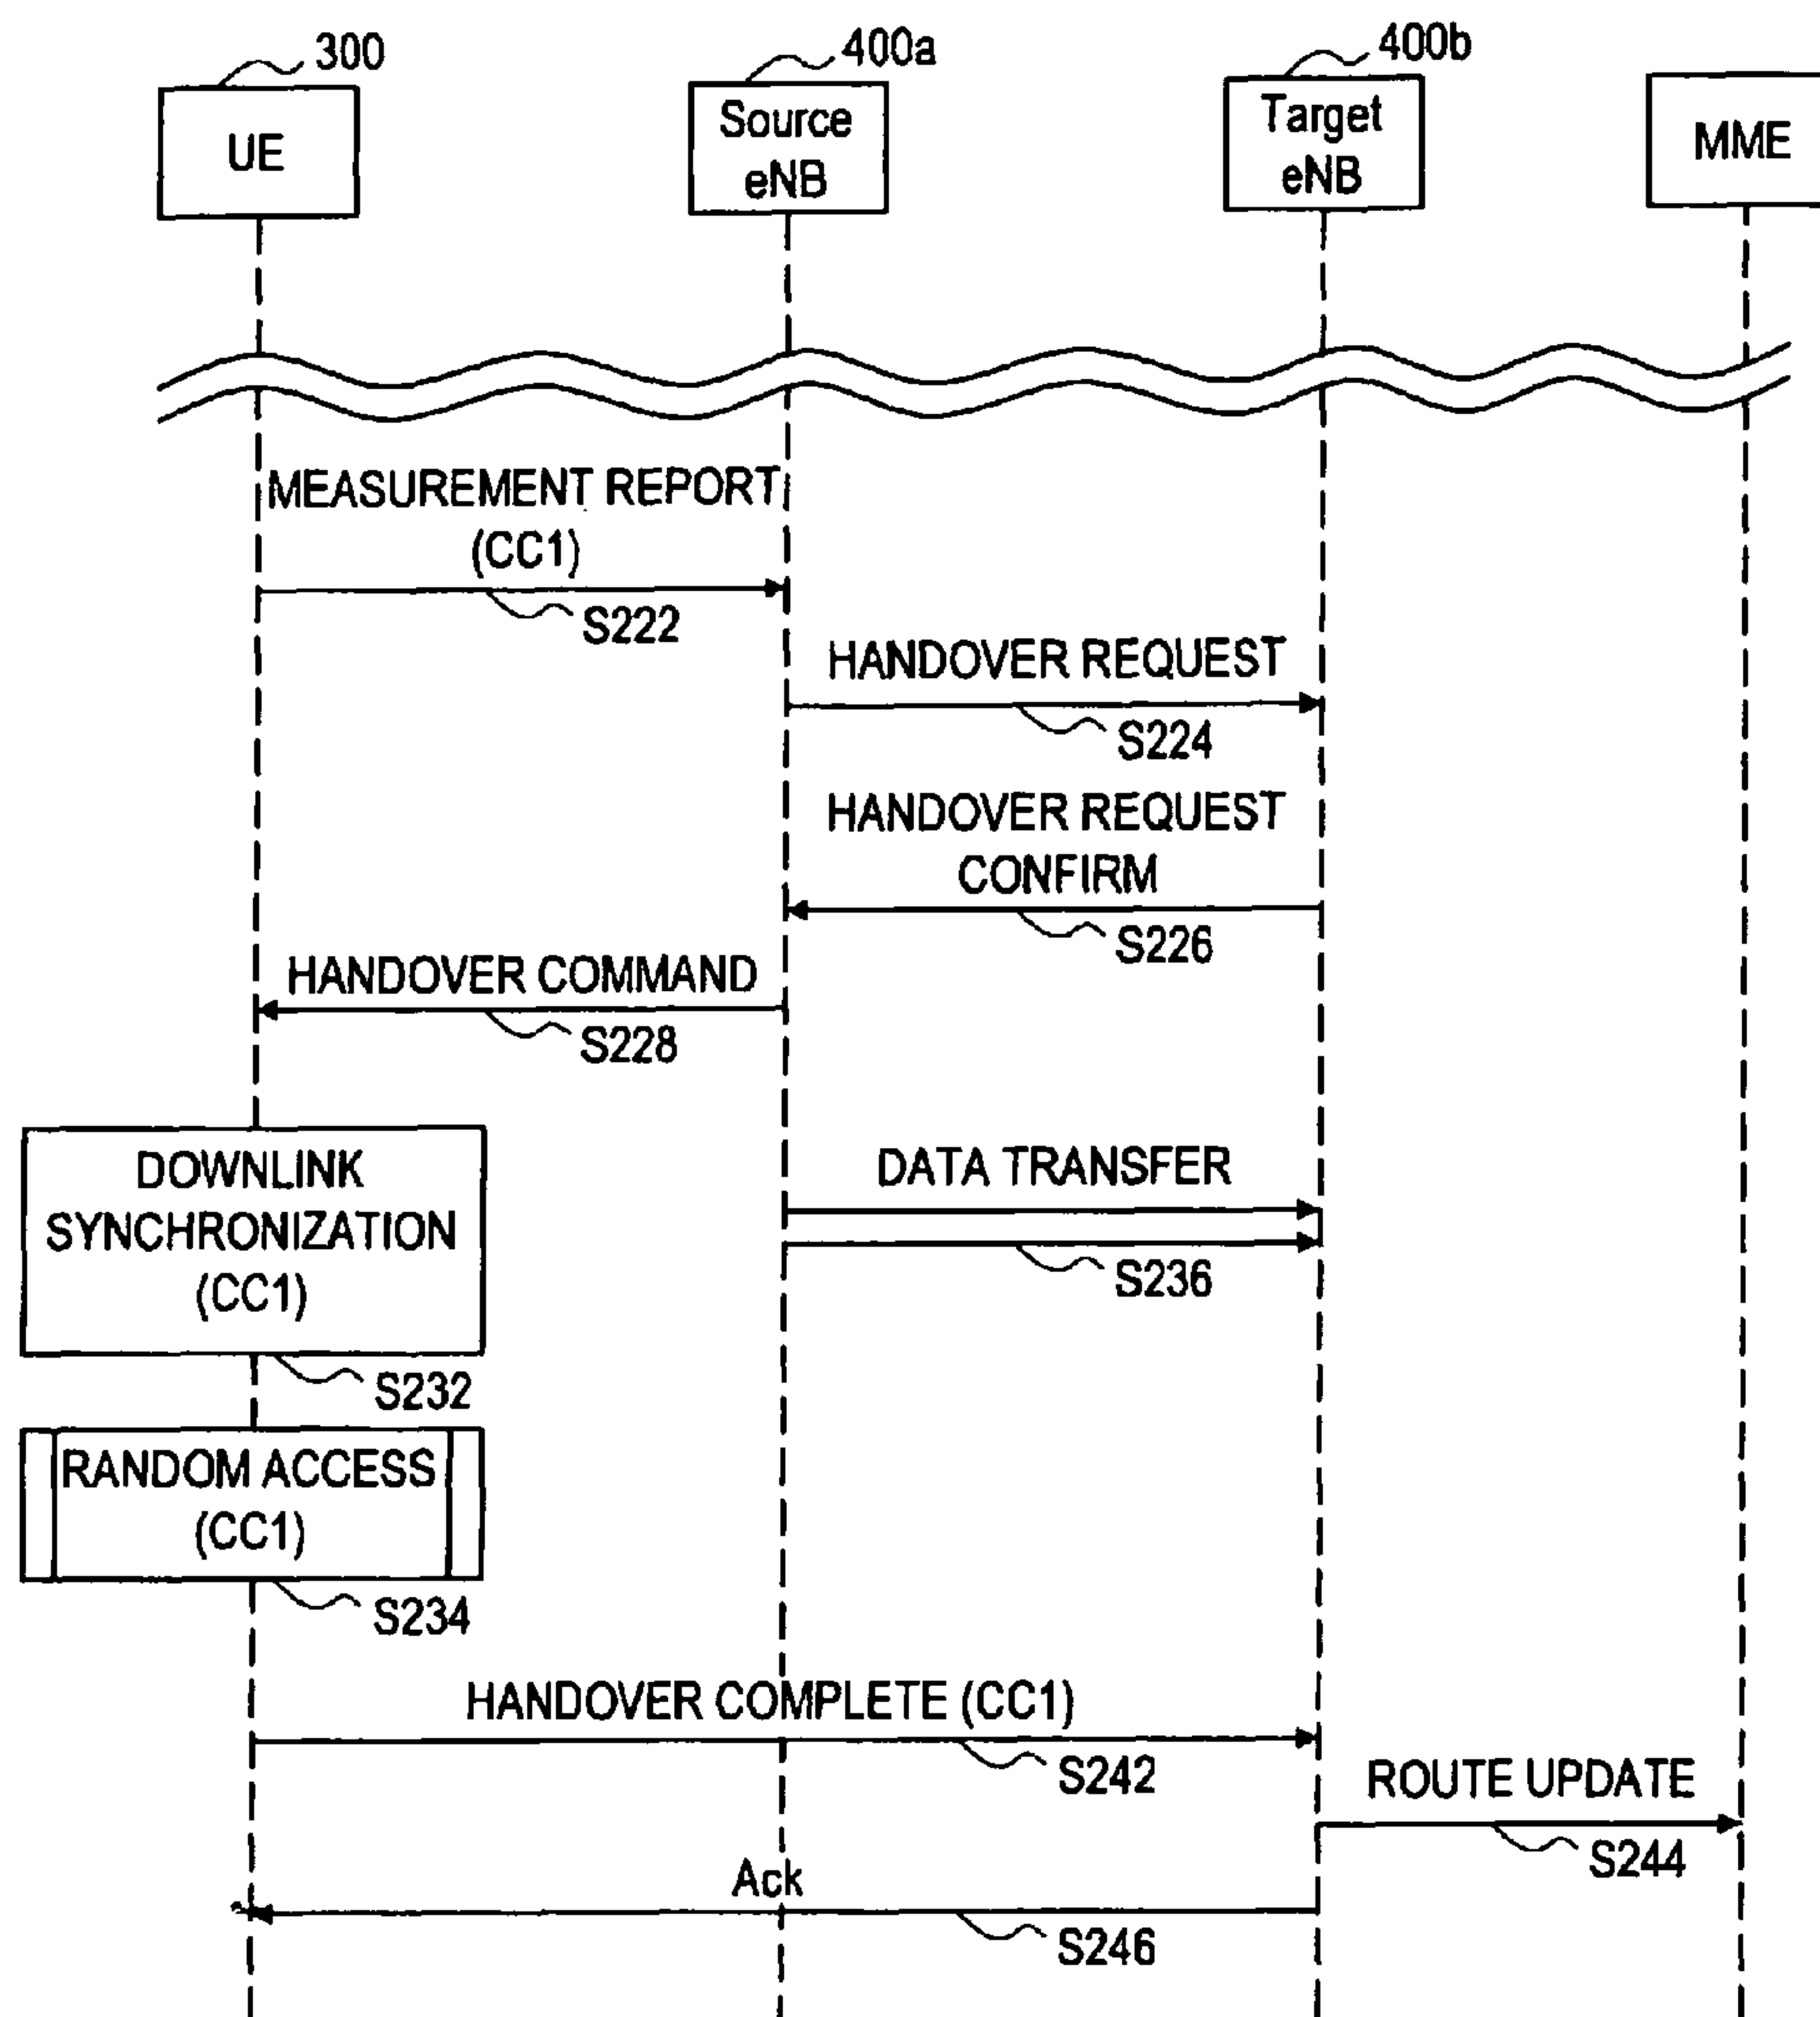 300
400a
400b
UE
Source
eNB
Target
eNB
MME
MEASUREMENT REPORT
(CC1)
S222
HANDOVER REQUEST
S224
HANDOVER REQUEST
CONFIRM
S226
HANDOVER COMMAND
S228
DOWNLINK
SYNCHRONIZATION
(CC1)
S232
DATA TRANSFER
S236
RANDOM ACCESS
(CC1)
S234
HANDOVER COMPLETE (CC1)
S242
ROUTE UPDATE
S244
Ack
S246